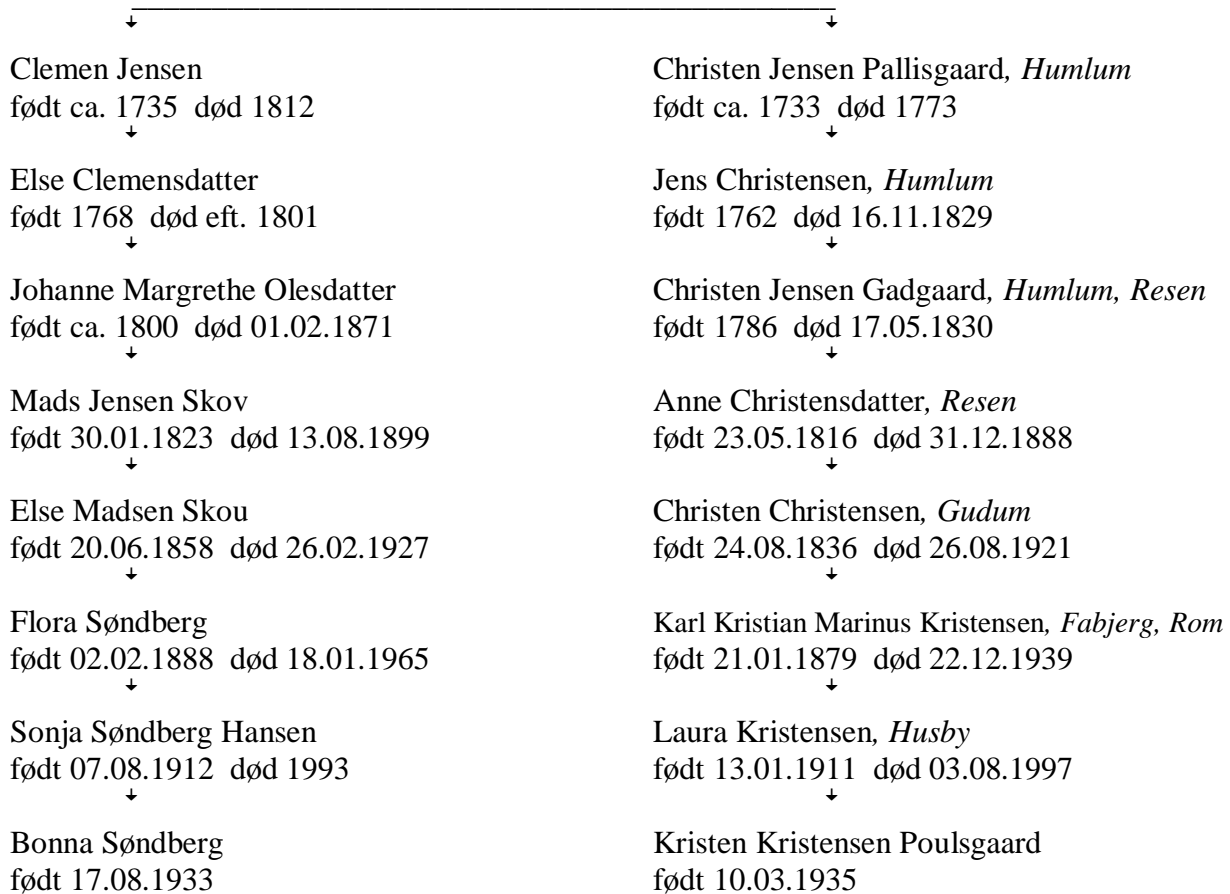 Clemen Jensen
født ca. 1735 død 1812
Else Clemensdatter
født 1768 død eft. 1801
Johanne Margrethe Olesdatter
født ca. 1800 død 01.02.1871
Mads Jensen Skov
født 30.01.1823 død 13.08.1899
Else Madsen Skou
født 20.06.1858 død 26.02.1927
Flora Søndberg
født 02.02.1888 død 18.01.1965
Sonja Søndberg Hansen
født 07.08.1912 død 1993
Bonna Søndberg
født 17.08.1933
Christen Jensen Pallisgaard, Humlum
født ca. 1733 død 1773
Jens Christensen, Humlum
født 1762 død 16.11.1829
Christen Jensen Gadgaard, Humlum, Resen
født 1786 død 17.05.1830
Anne Christensdatter, Resen
født 23.05.1816 død 31.12.1888
Christen Christensen, Gudum
født 24.08.1836 død 26.08.1921
Karl Kristian Marinus Kristensen, Fabjerg, Rom
født 21.01.1879 død 22.12.1939
Laura Kristensen, Husby
født 13.01.1911 død 03.08.1997
Kristen Kristensen Poulsgaard
født 10.03.1935